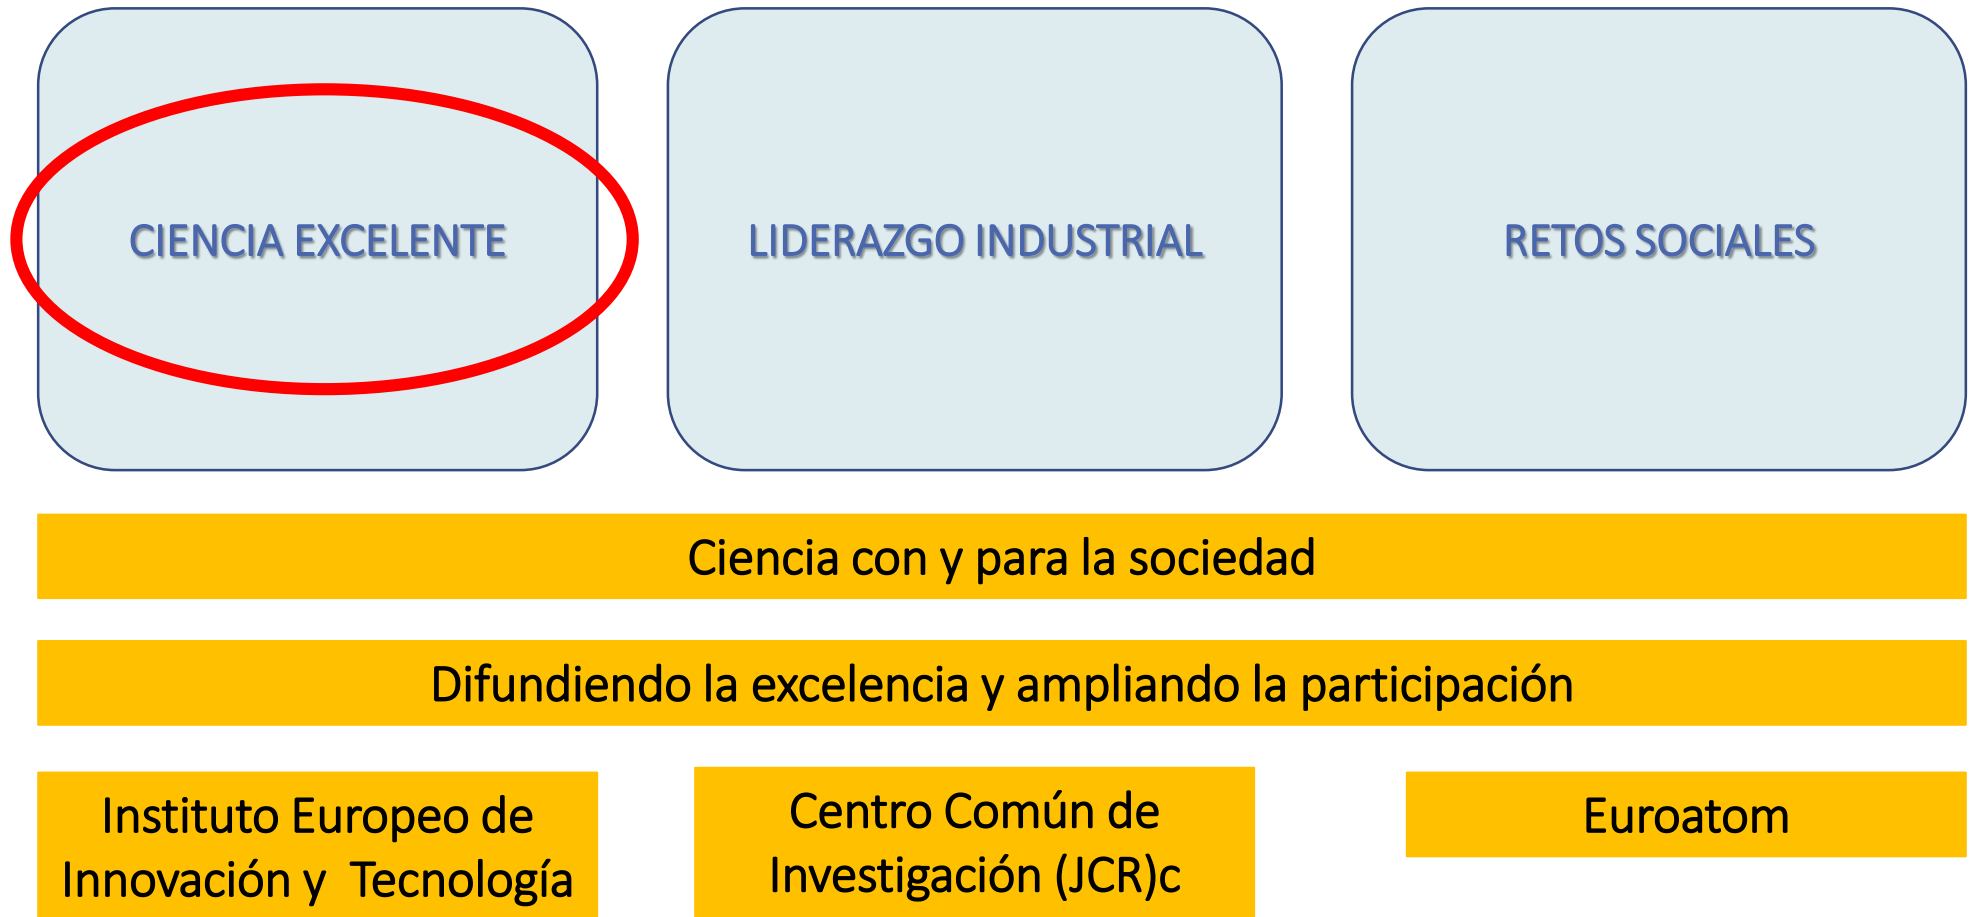 CIENCIA EXCELENTE
LIDERAZGO INDUSTRIAL
RETOS SOCIALES
Ciencia con y para la sociedad
Difundiendo la excelencia y ampliando la participación
Instituto Europeo de
Innovación y Tecnología
Centro Común de
Investigación (JCR)c
Euroatom